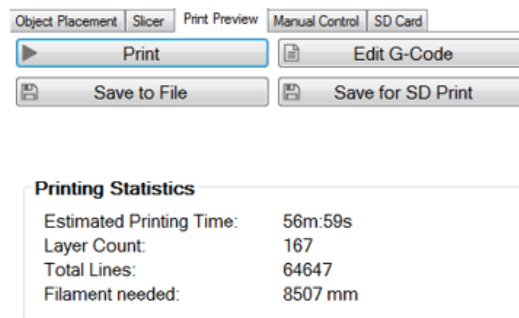 Object Placement Slicer Print Preview Manual Control SD Card
Print Edit G-Code
Save to File Save for SD Print
Printing Statistics
Estimated Printing Time: 56m:59s
Layer Count: 167
Total Lines: 64647
Filament needed: 8507 mm